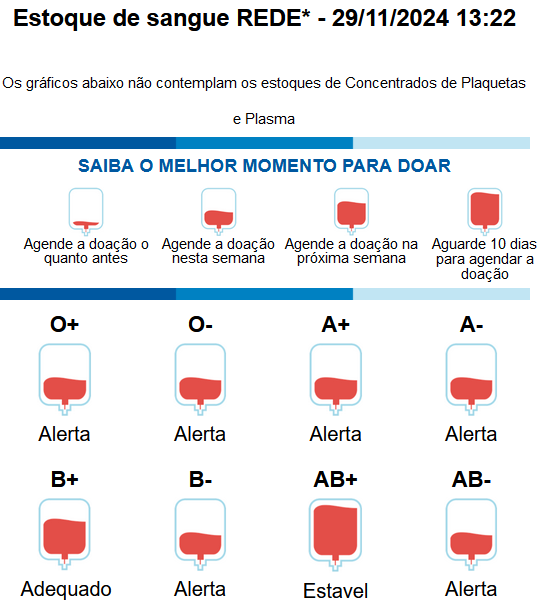 Estoque de sangue REDE* - 29/11/2024 13:22
Os gráficos abaixo não contemplam os estoques de Concentrados de Plaquetas
e Plasma
SAIBA O MELHOR MOMENTO PARA DOAR
Agende a doação o
quanto antes
Agende a doação
nesta semana
Agende a doação na
próxima semana
Aguarde 10 dias
para agendar a
doação
O+ O- A+ A-
Alerta Alerta Alerta Alerta
B+ B- AB+ AB-
Adequado Alerta Estavel Alerta